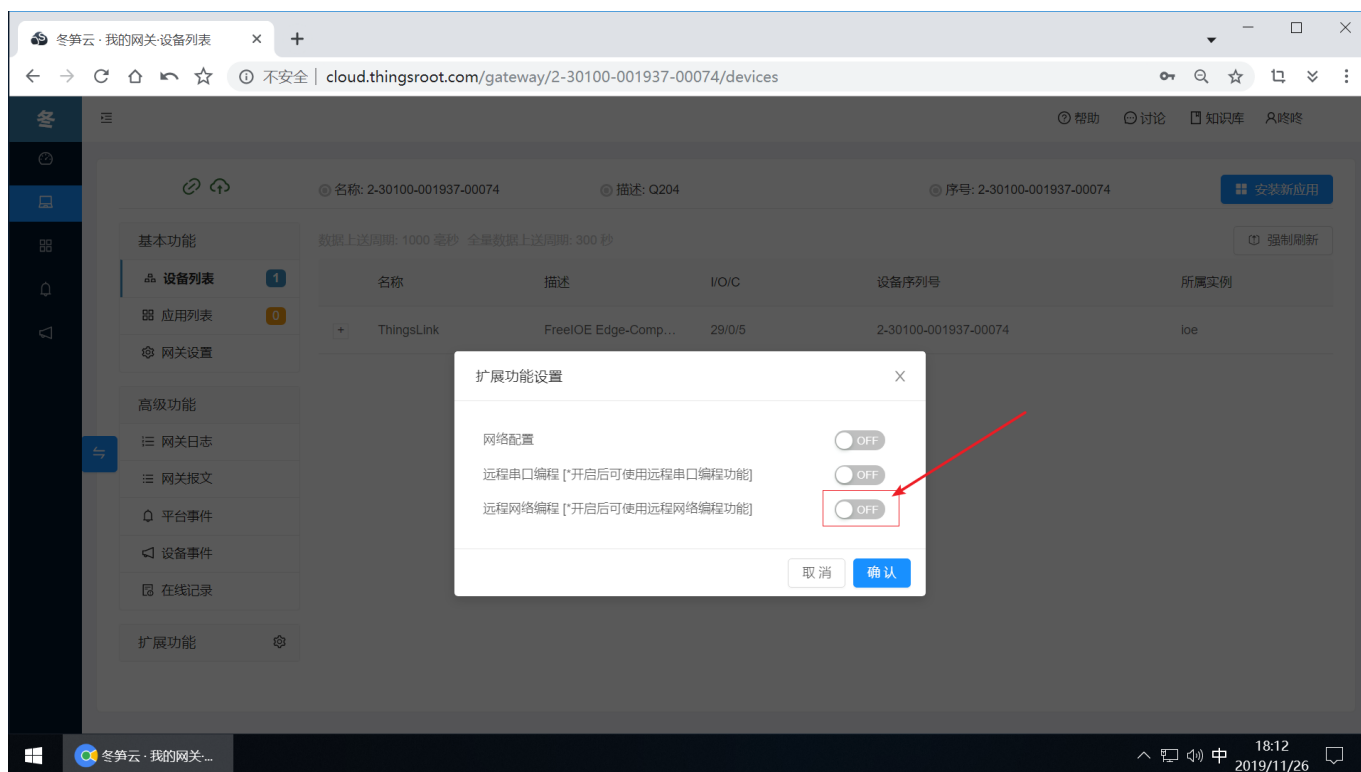 冬笋云 · 我的网关·设备列表
不安全 | cloud.thingsroot.com/gateway/2-30100-001937-00074/devices
冬
帮助 讨论 知识库 咚咚
名称: 2-30100-001937-00074 描述: Q204 序号: 2-30100-001937-00074 安装新应用
基本功能
数据上送周期: 1000 毫秒 全量数据上送周期: 300 秒 强制刷新
设备列表 1
名称 描述 I/O/C 设备序列号 所属实例
应用列表 0
+ ThingsLink FreeIOE Edge-Comp... 29/0/5 2-30100-001937-00074 ioe
网关设置
扩展功能设置
高级功能
网关日志
网络配置 OFF
网关报文
远程串口编程 [*开启后可使用远程串口编程功能] OFF
平台事件
远程网络编程 [*开启后可使用远程网络编程功能] OFF
设备事件
取 消 确 认
在线记录
扩展功能
冬笋云 · 我的网关·...
中
18:12
2019/11/26